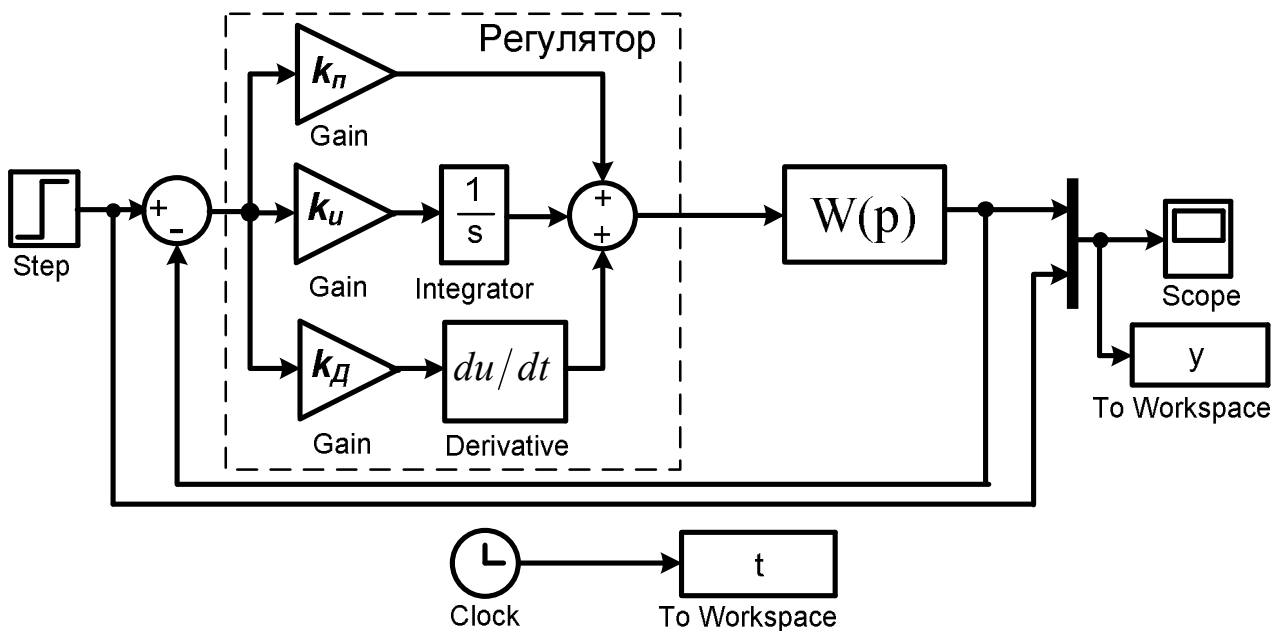 Регулятор
kп
Gain
Step
+
-
kи
Gain
1
s
Integrator
+
+
W(p)
Scope
kД
Gain
du/dt
Derivative
y
To Workspace
Clock
t
To Workspace